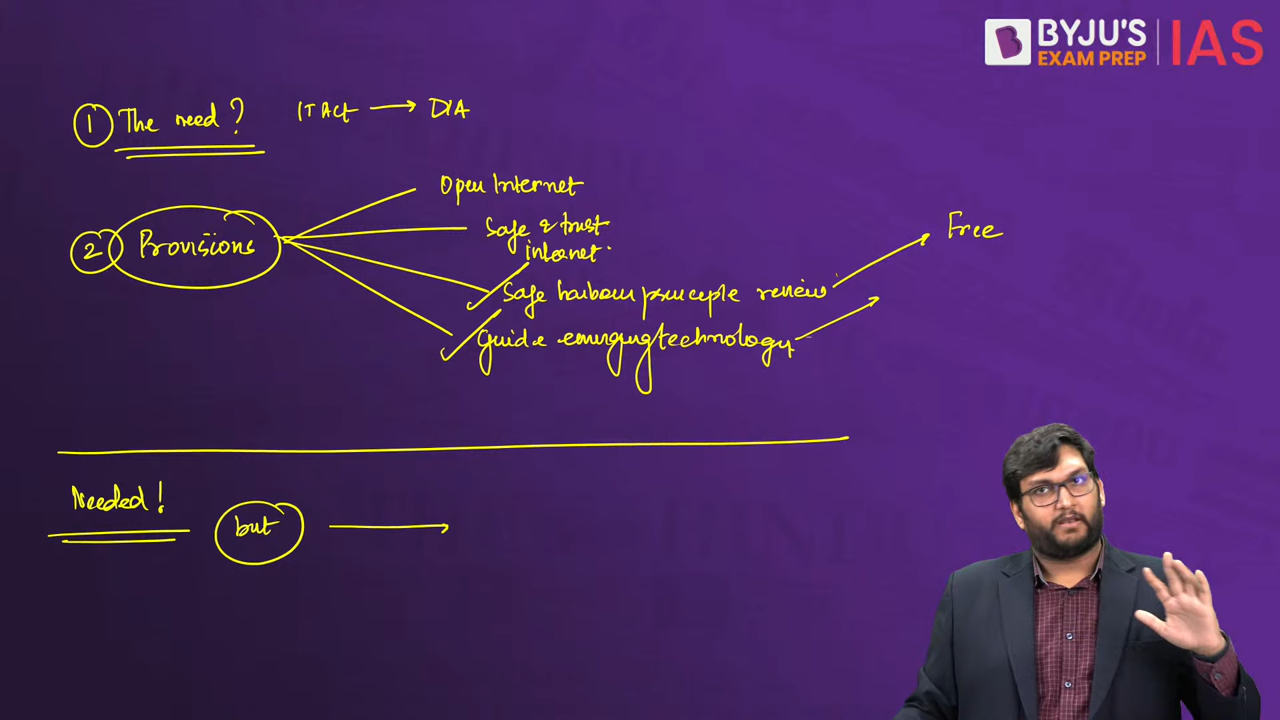 BYJU'S
EXAM PREP
IAS
① The need? IT Act → DIA
Open Internet
② Provisions
Safe & trust
internet.
Free
Safe harbour principle review
Guide emerging technology
Needed!
but →